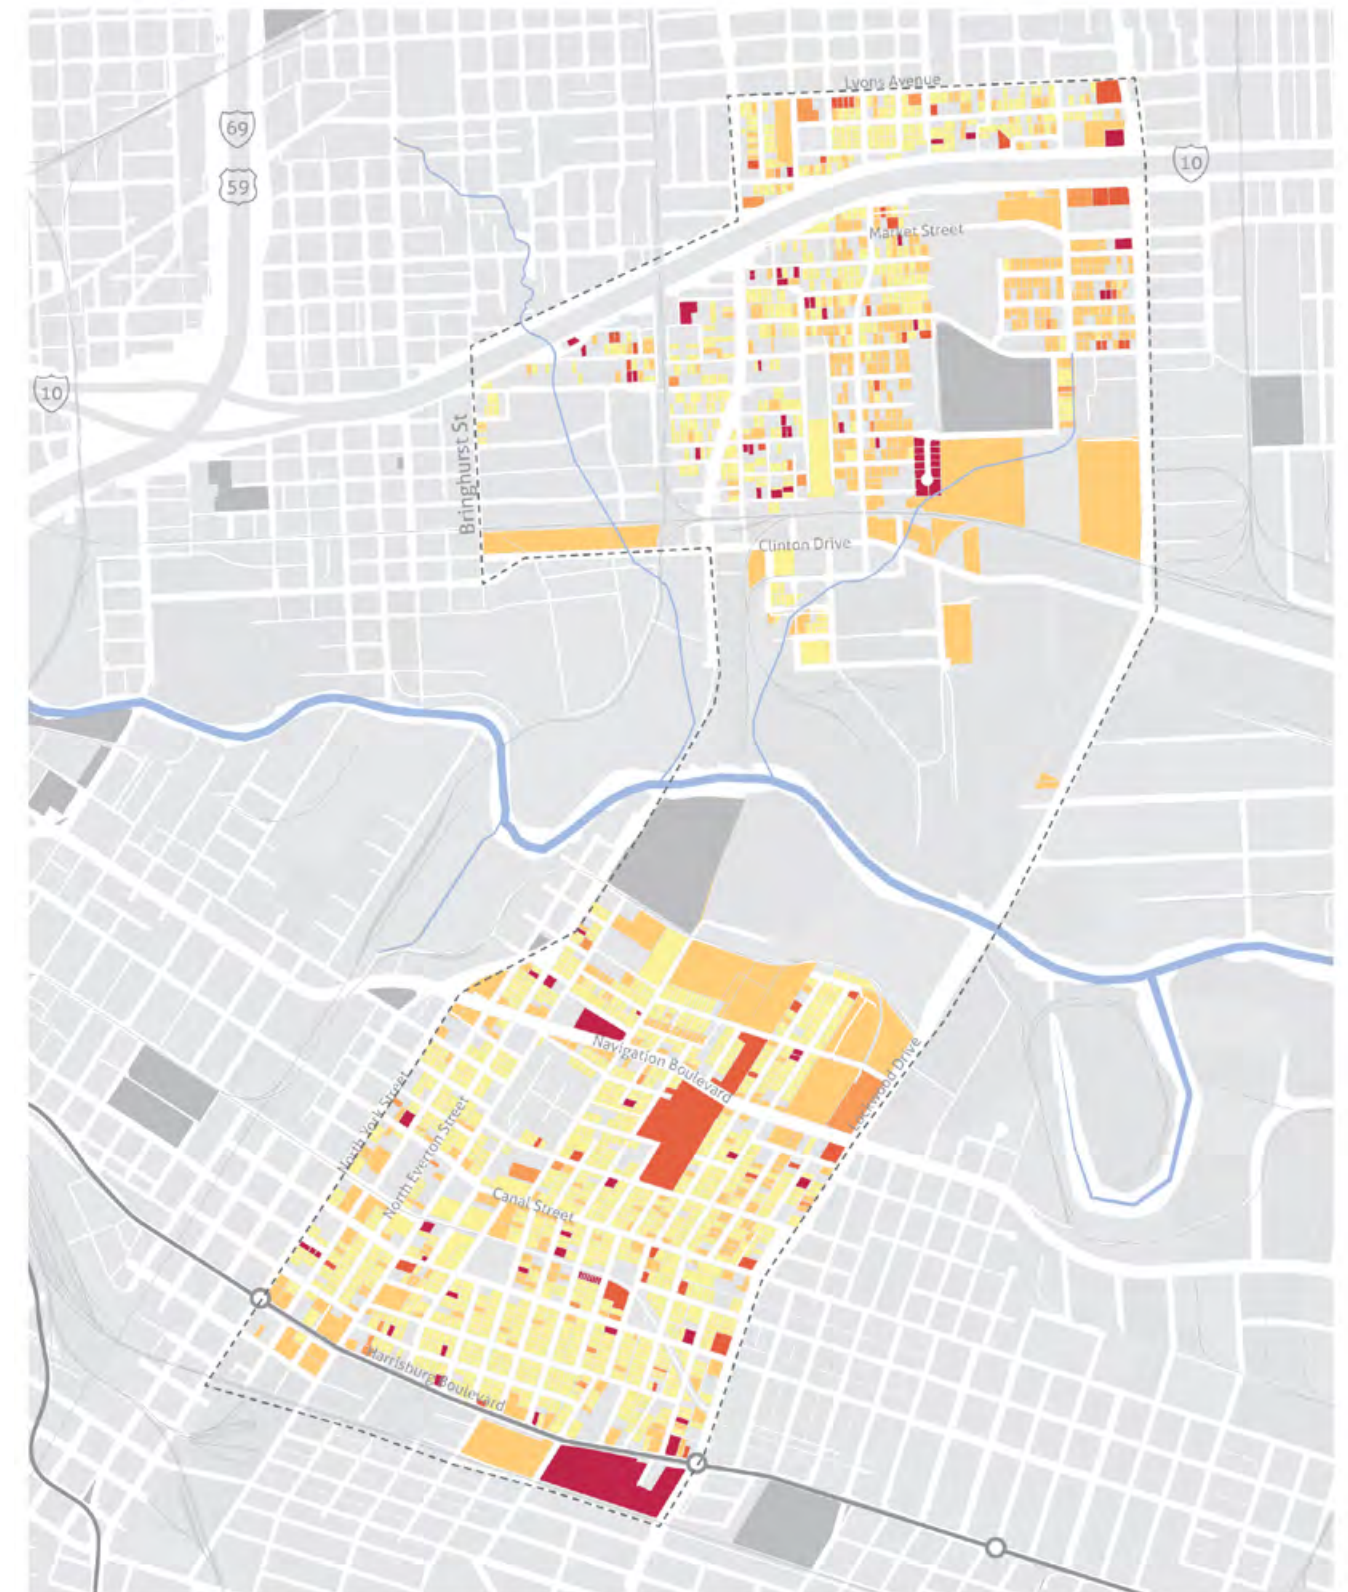 Lyons Avenue
69
10
59
Market Street
10
Bringhurst St
Clinton Drive
Navigation Boulevard
Lockwood Drive
North York Street
North Everton Street
Canal Street
Harrisburg Boulevard